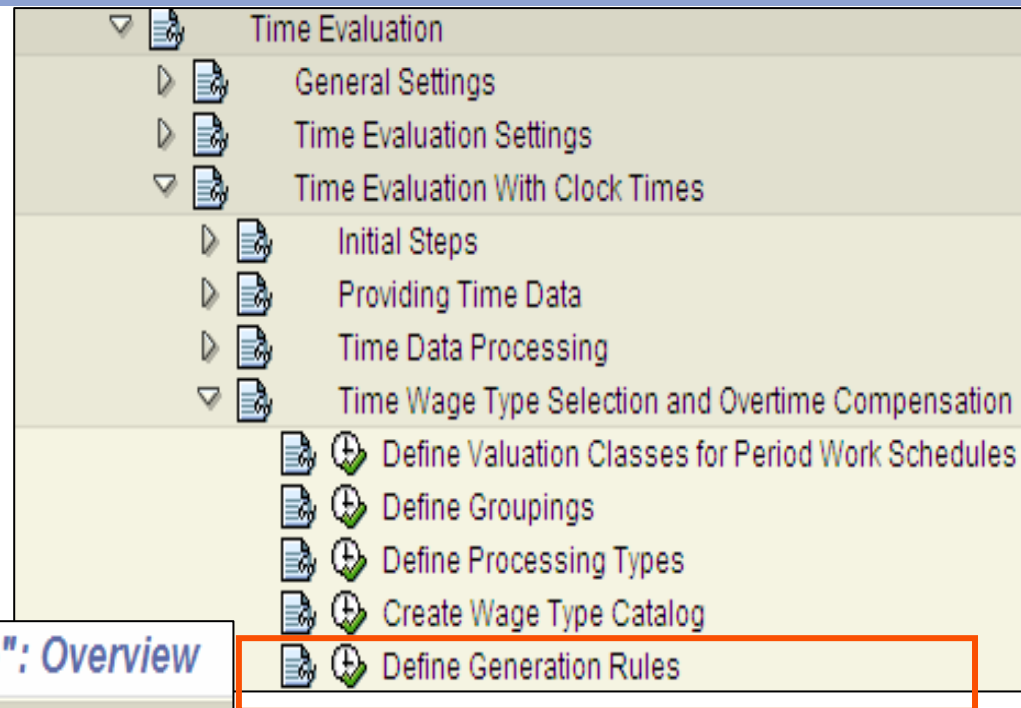 Time Evaluation
General Settings
Time Evaluation Settings
Time Evaluation With Clock Times
Initial Steps
Providing Time Data
Time Data Processing
Time Wage Type Selection and Overtime Compensation
Define Valuation Classes for Period Work Schedules
Define Groupings
Define Processing Types
Create Wage Type Catalog
": Overview
Define Generation Rules